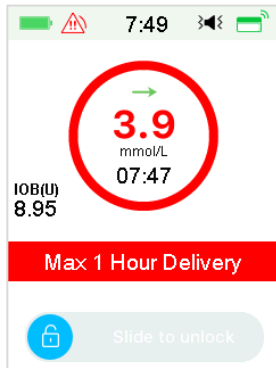 7:49
3.9
mmol/L
07:47
IOB(U)
8.95
Max 1 Hour Delivery
Slide to unlock